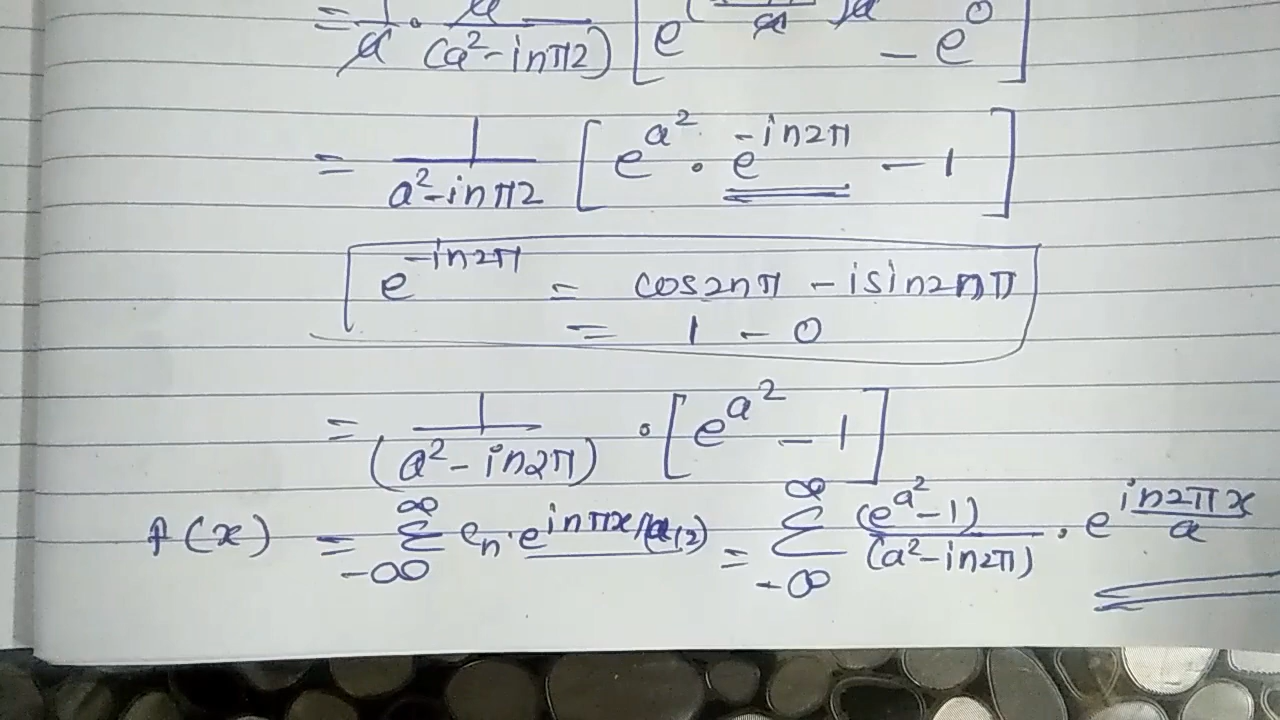 = 1/a · a/(a²-inπ2) [e - e⁰]
= 1/(a²-inπ2) [e^a² · e^-in2π - 1]
e^-in2π = cos2nπ - isin2nπ
= 1 - 0
= 1/(a²-in2π) · [e^a² - 1]
f(x) = Σ_{-∞}^{∞} cn · e^inπx/(a/2) = Σ_{-∞}^{∞} (e^a²-1)/(a²-in2π) · e^(in2πx/a)